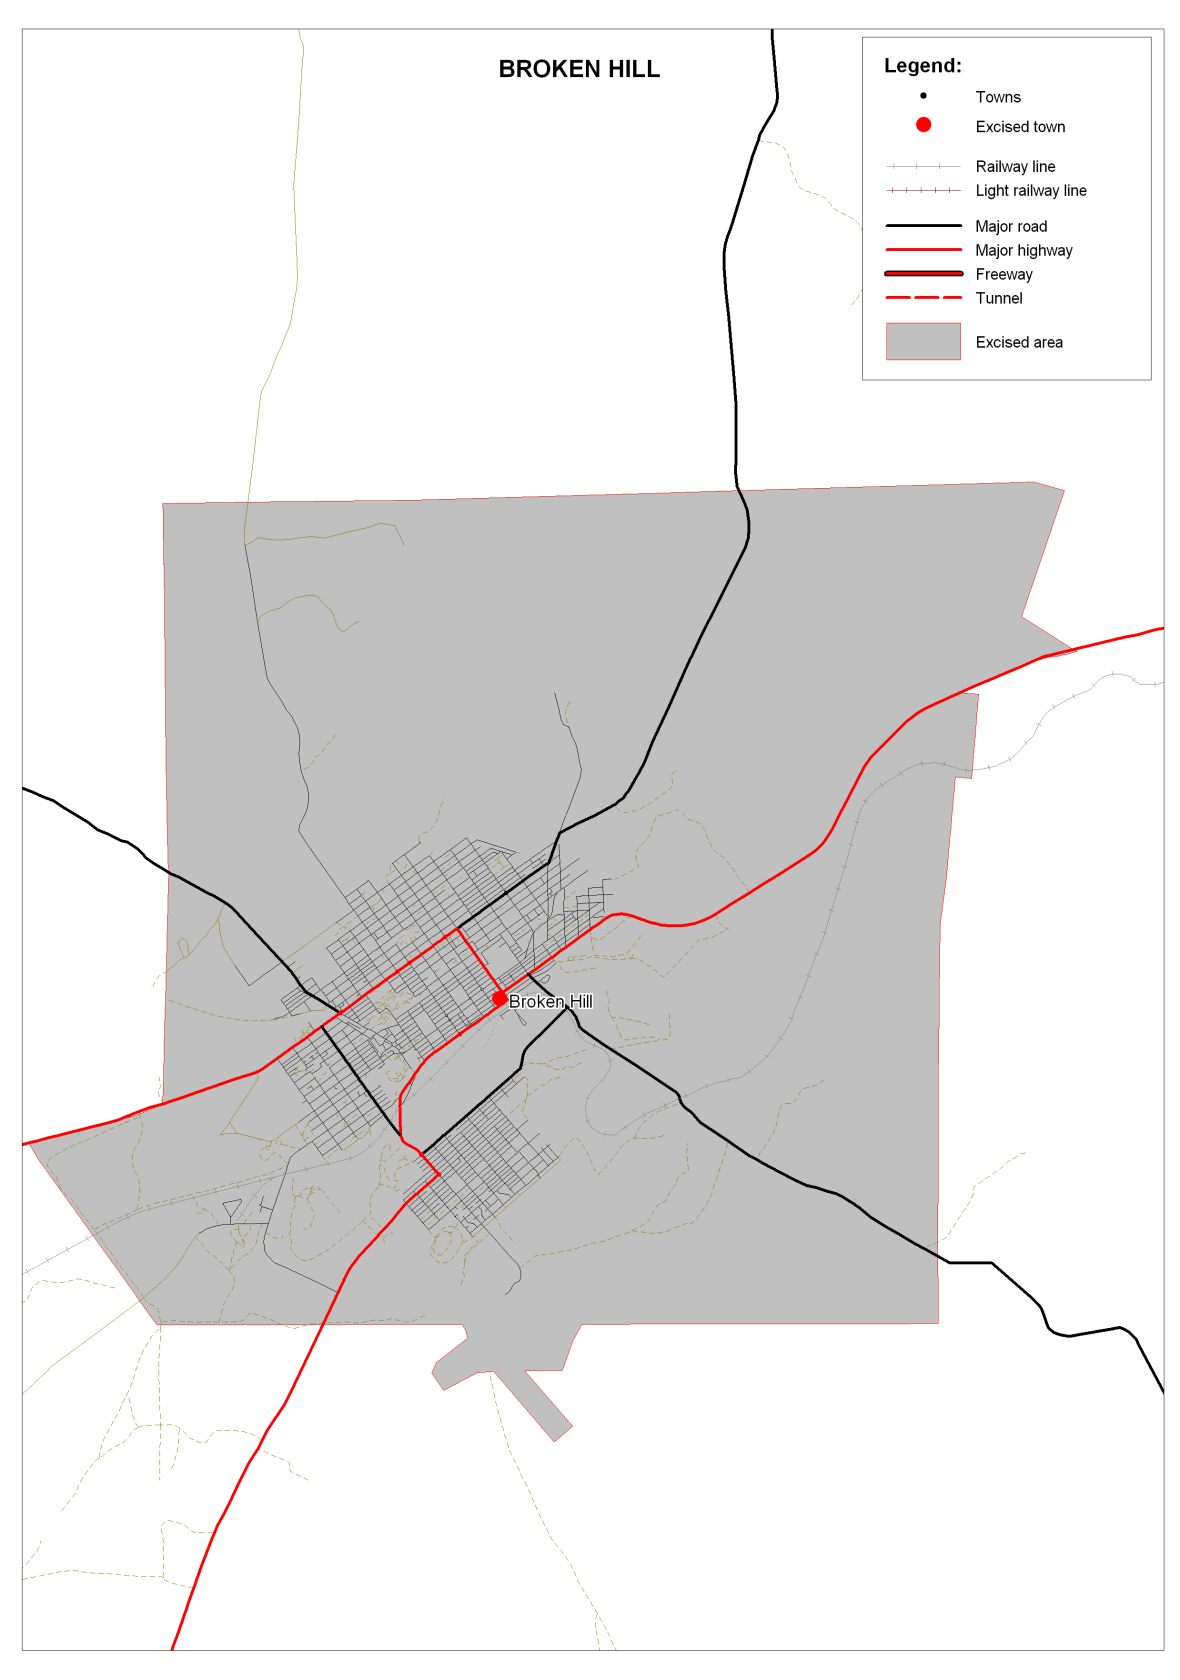 BROKEN HILL
Legend:
Towns
Excised town
Railway line
Light railway line
Major road
Major highway
Freeway
Tunnel
Excised area
Broken Hill